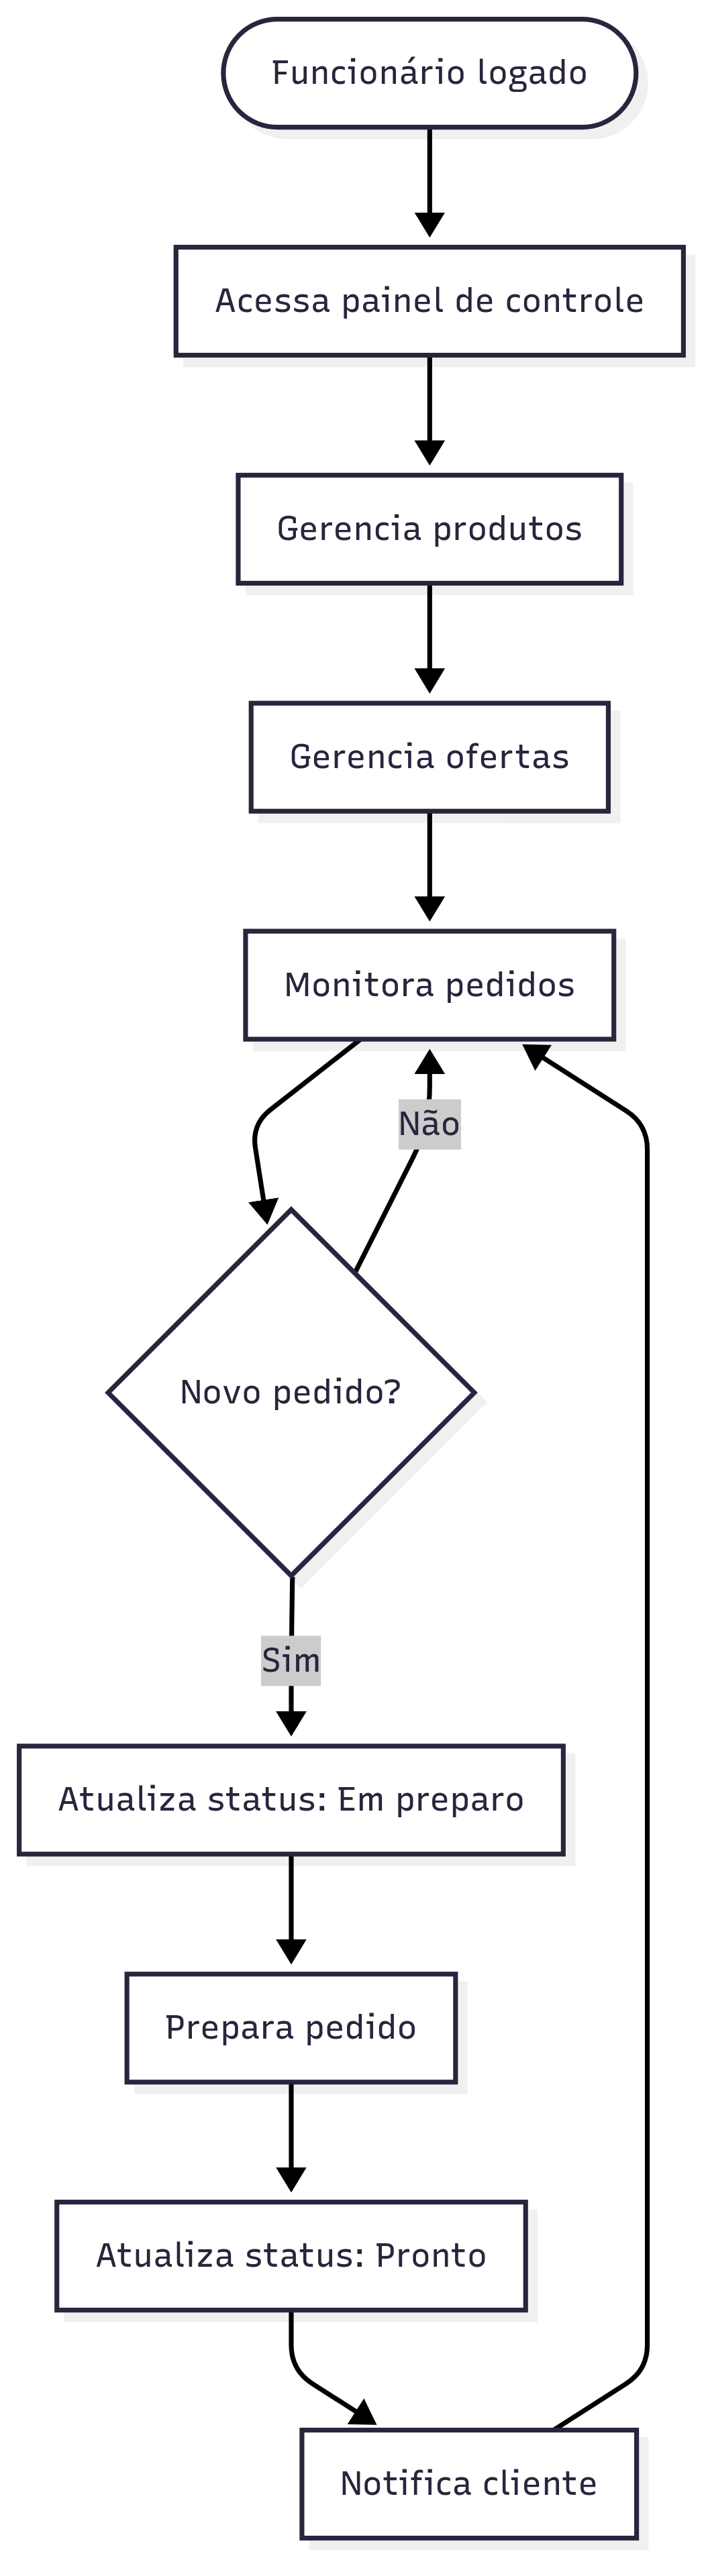 Funcionário logado
Acessa painel de controle
Gerencia produtos
Gerencia ofertas
Monitora pedidos
Não
Novo pedido?
Sim
Atualiza status: Em preparo
Prepara pedido
Atualiza status: Pronto
Notifica cliente